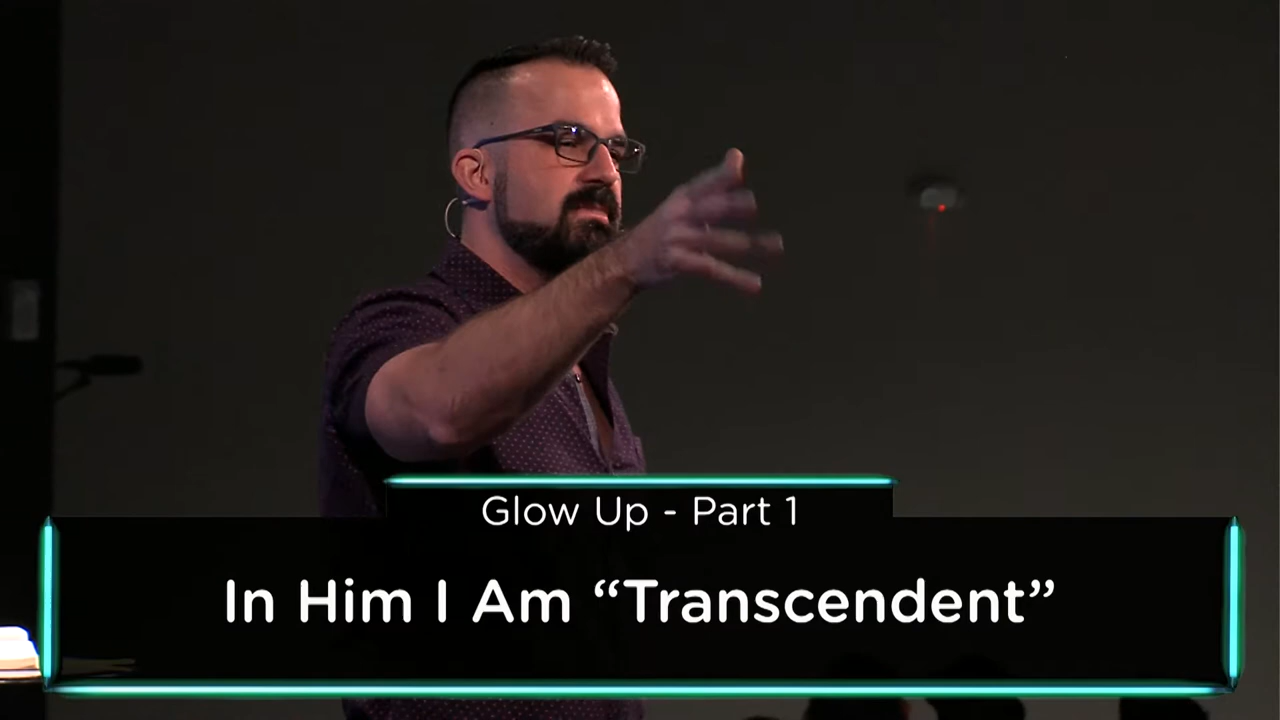 Glow Up - Part 1
In Him I Am “Transcendent”